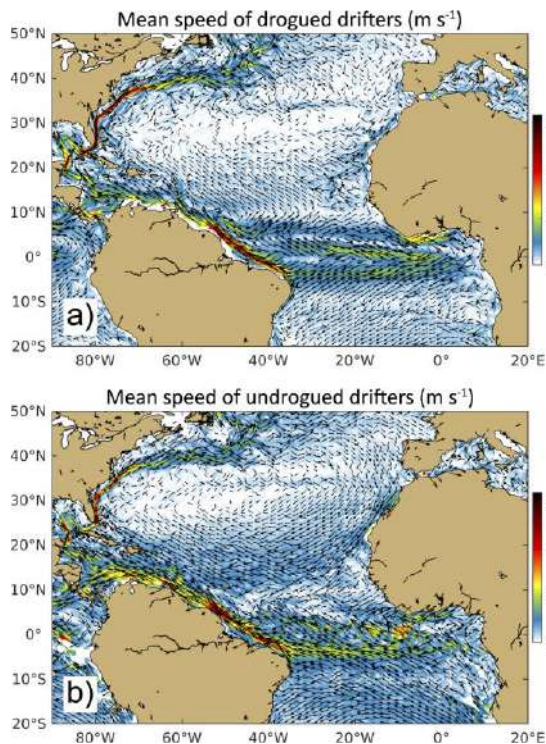 Mean speed of drogued drifters (m s⁻¹)
50°N
40°N
30°N
20°N
10°N
0°
10°S
20°S
a)
80°W 60°W 40°W 20°W 0° 20°E
Mean speed of undrogued drifters (m s⁻¹)
50°N
40°N
30°N
20°N
10°N
0°
10°S
20°S
b)
80°W 60°W 40°W 20°W 0° 20°E